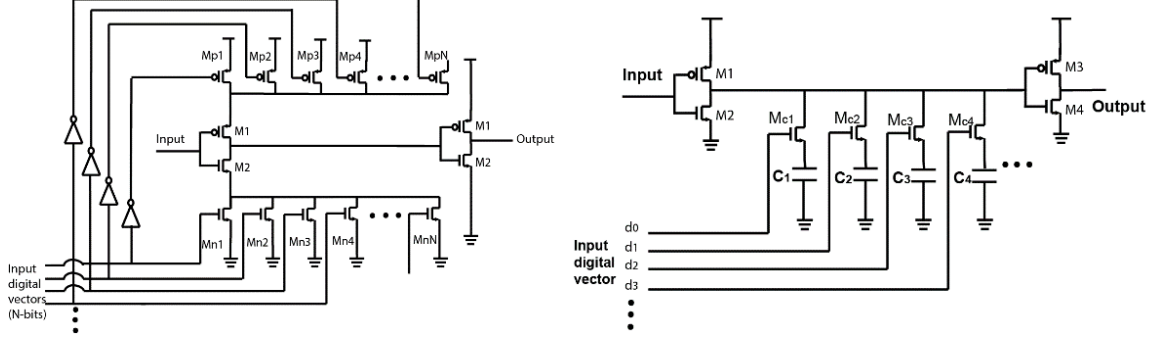 Mp1 Mp2 Mp3 Mp4 MpN
Input M1 M2
M1 M2 Output
Mn1 Mn2 Mn3 Mn4 MnN
Input
digital
vectors
(N-bits)
Input M1 M2
M3 M4 Output
Mc1 Mc2 Mc3 Mc4
C1 C2 C3 C4
d0
d1
d2
d3
Input
digital
vector